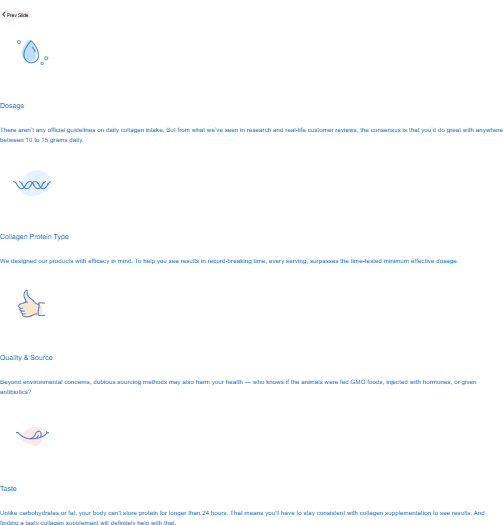 Prev Slide
Dosage
There aren't any official guidelines on daily collagen intake. But from what we've seen in research and real-life customer reviews, the consensus is that you'd do great with anywhere
between 10 to 15 grams daily.
Collagen Protein Type
We designed our products with efficacy in mind. To help you see results in record-breaking time, every serving, surpasses the time-tested minimum effective dosage.
Quality & Source
Beyond environmental concerns, dubious sourcing methods may also harm your health — who knows if the animals were fed GMO foods, injected with hormones, or given
antibiotics?
Taste
Unlike carbohydrates or fat, your body can't store protein for longer than 24 hours. That means you'll have to stay consistent with collagen supplementation to see results. And
finding a tasty collagen supplement will definitely help with that.